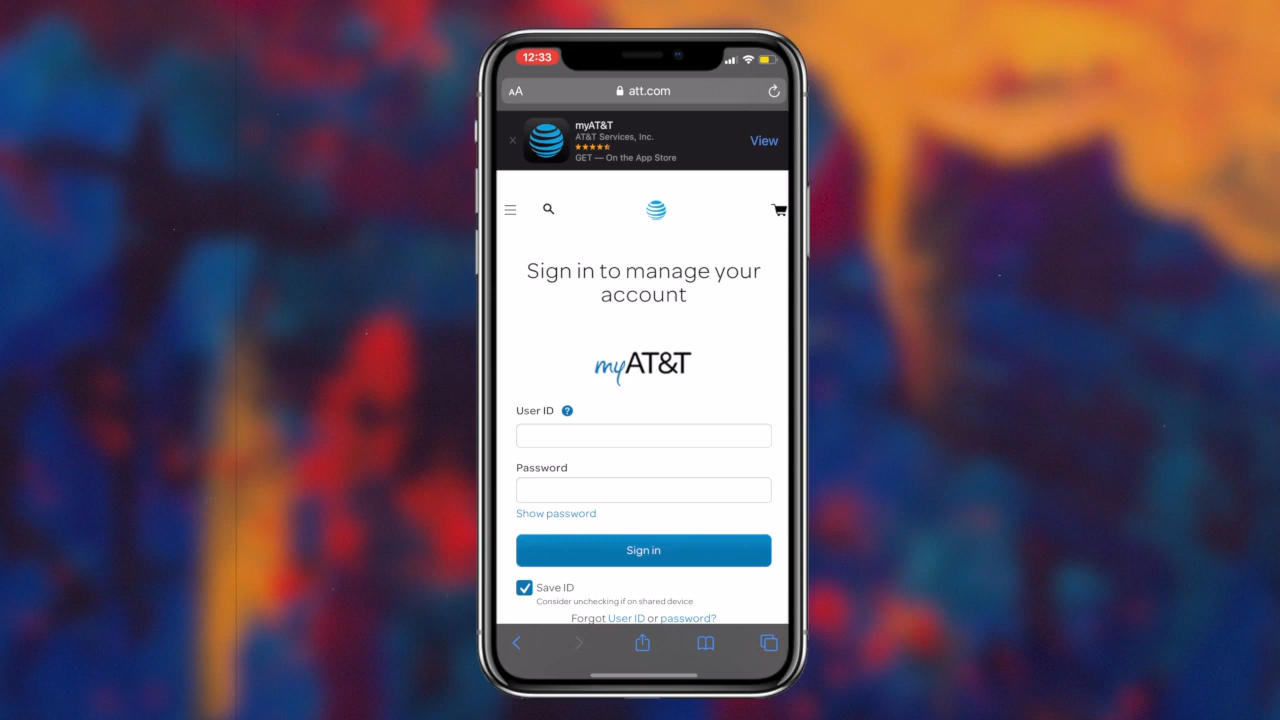 12:33
AA att.com
myAT&T
AT&T Services, Inc.
GET — On the App Store
View
Sign in to manage your
account
myAT&T
User ID ?
Password
Show password
Sign in
Save ID
Consider unchecking if on shared device
Forgot User ID or password?